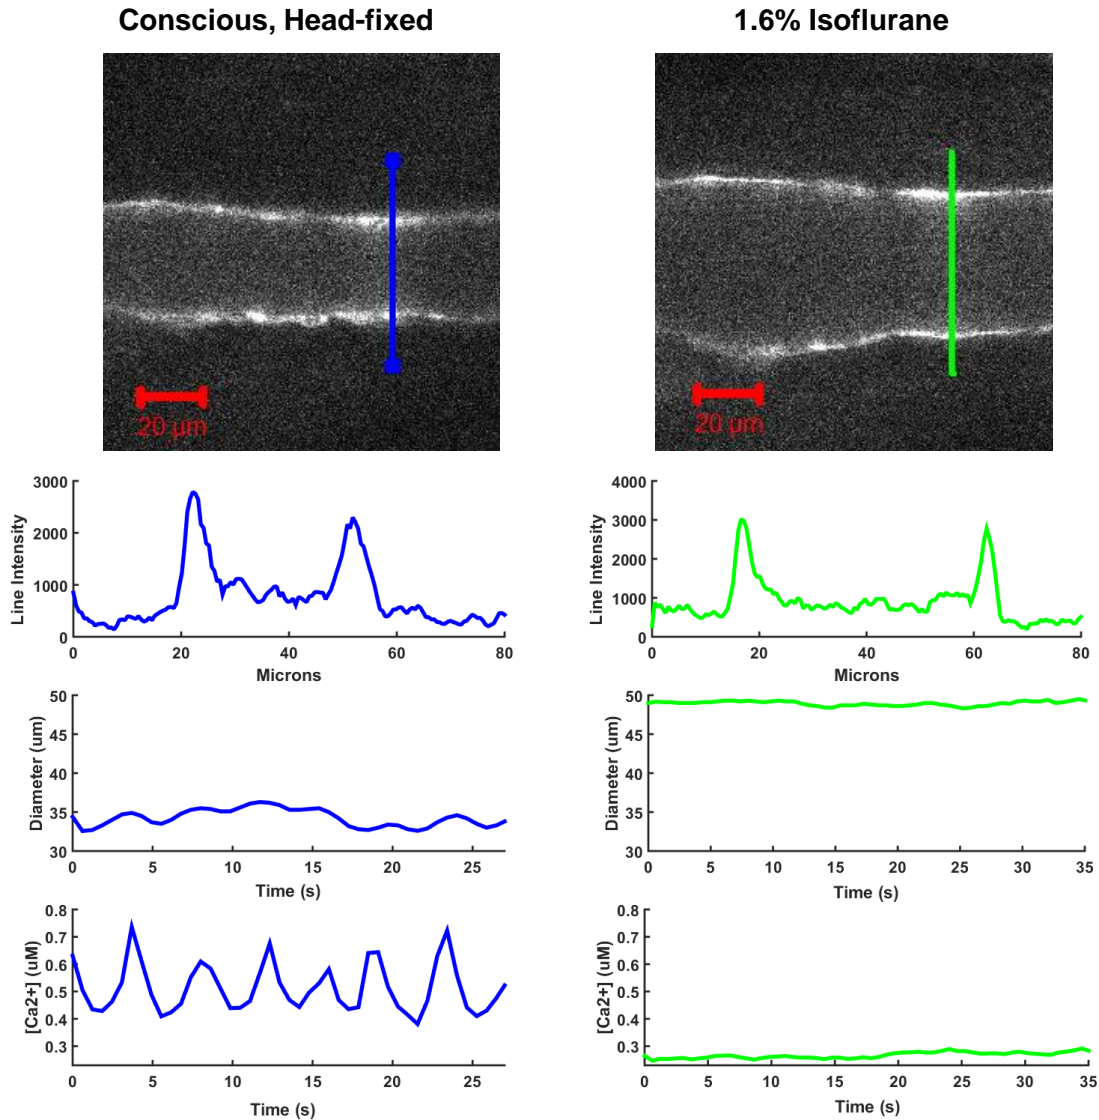 Conscious, Head-fixed
1.6% Isoflurane
20 µm
20 µm
3000
2000
1000
0
Line Intensity
0 20 40 60 80
Microns
4000
3000
2000
1000
0
Line Intensity
0 20 40 60 80
Microns
50
45
40
35
30
Diameter (um)
0 5 10 15 20 25
Time (s)
50
45
40
35
30
Diameter (um)
0 5 10 15 20 25 30 35
Time (s)
0.8
0.7
0.6
0.5
0.4
0.3
[Ca2+] (uM)
0 5 10 15 20 25
Time (s)
0.8
0.7
0.6
0.5
0.4
0.3
[Ca2+] (uM)
0 5 10 15 20 25 30 35
Time (s)